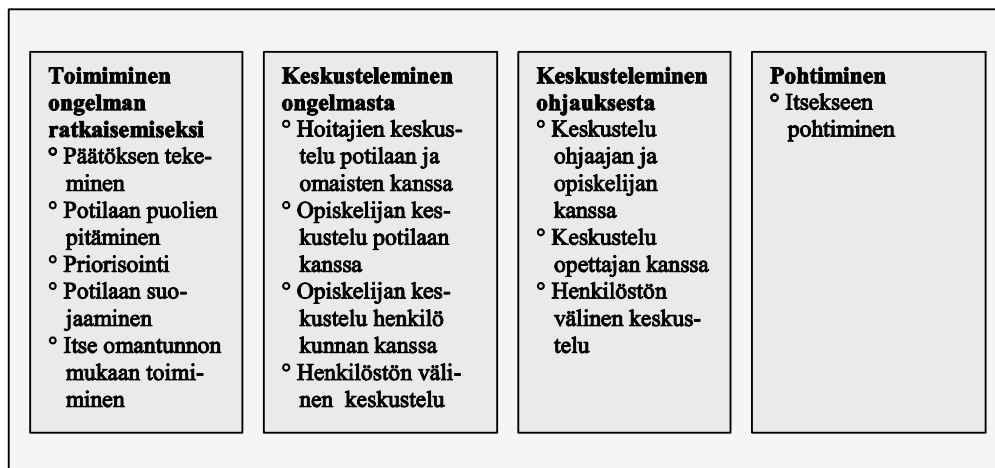 Toimiminen
ongelman
ratkaisemiseksi
° Päätöksen teke-
minen
° Potilaan puolien
pitäminen
° Priorisointi
° Potilaan suo-
jaaminen
° Itse omantunnon
mukaan toimi-
minen
Keskusteleminen
ongelmasta
° Hoitajien keskus-
telu potilaan ja
omaisten kanssa
° Opiskelijan kes-
kustelu potilaan
kanssa
° Opiskelijan kes-
kustelu henkilö
kunnan kanssa
° Henkilöstön väli-
nen keskustelu
Keskusteleminen
ohjauksesta
° Keskustelu
ohjaajan ja
opiskelijan
kanssa
° Keskustelu
opettajan kanssa
° Henkilöstön
välinen keskus-
telu
Pohtiminen
° Itsekseen
pohtiminen